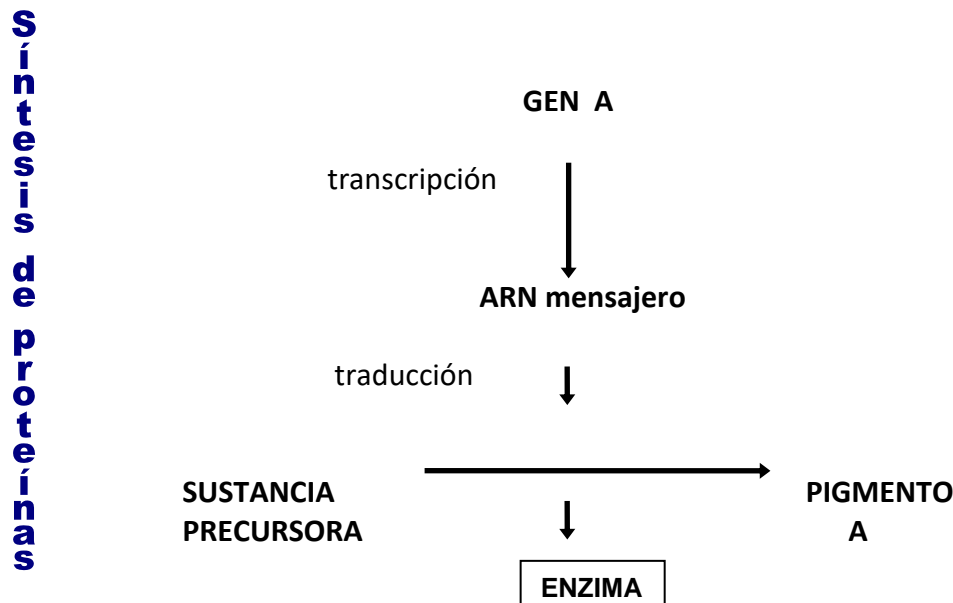 Síntesis de proteínas
GEN A
transcripción
ARN mensajero
traducción
SUSTANCIA
PRECURSORA
PIGMENTO
A
ENZIMA